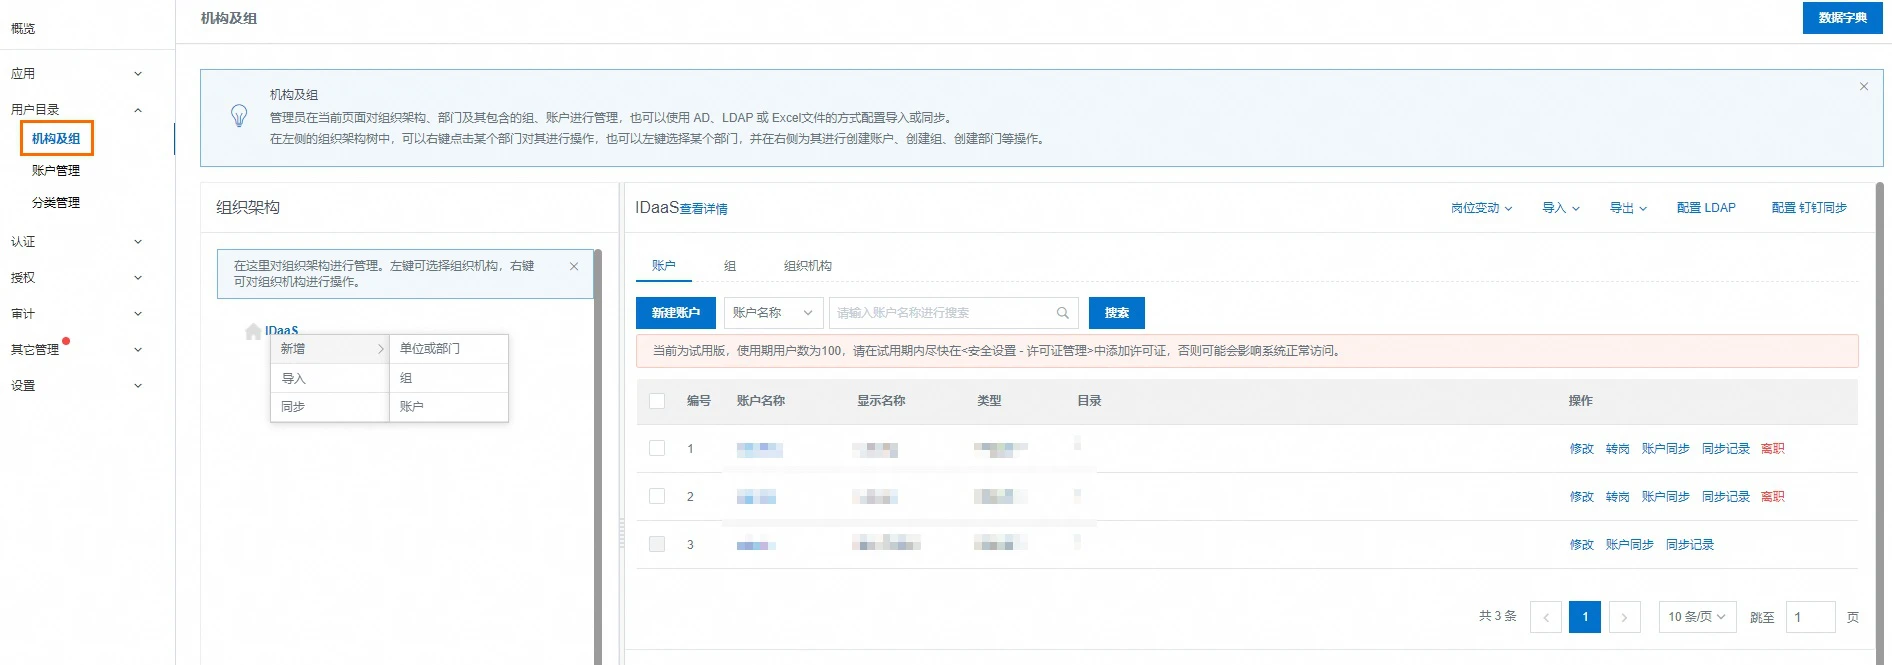 概览
应用
用户目录
机构及组
账户管理
分类管理
认证
授权
审计
其它管理
设置
机构及组
数据字典
机构及组
管理员在当前页面对组织架构、部门及其包含的组、账户进行管理，也可以使用 AD、LDAP 或 Excel文件的方式配置导入或同步。
在左侧的组织架构树中，可以右键点击某个部门对其进行操作，也可以左键选择某个部门，并在右侧为其进行创建账户、创建组、创建部门等操作。
组织架构
在这里对组织架构进行管理。左键可选择组织机构，右键
可对组织机构进行操作。
IDaaS
新增
导入
同步
单位或部门
组
账户
IDaaS查看详情
岗位变动 导入 导出 配置 LDAP 配置 钉钉同步
账户 组 组织机构
新建账户 账户名称 请输入账户名称进行搜索 搜索
当前为试用版，使用期用户数为100，请在试用期内尽快在<安全设置 - 许可证管理>中添加许可证，否则可能会影响系统正常访问。
编号 账户名称 显示名称 类型 目录 操作
1 修改 转岗 账户同步 同步记录 离职
2 修改 转岗 账户同步 同步记录 离职
3 修改 账户同步 同步记录
共 3 条 1 10 条/页 跳至 1 页